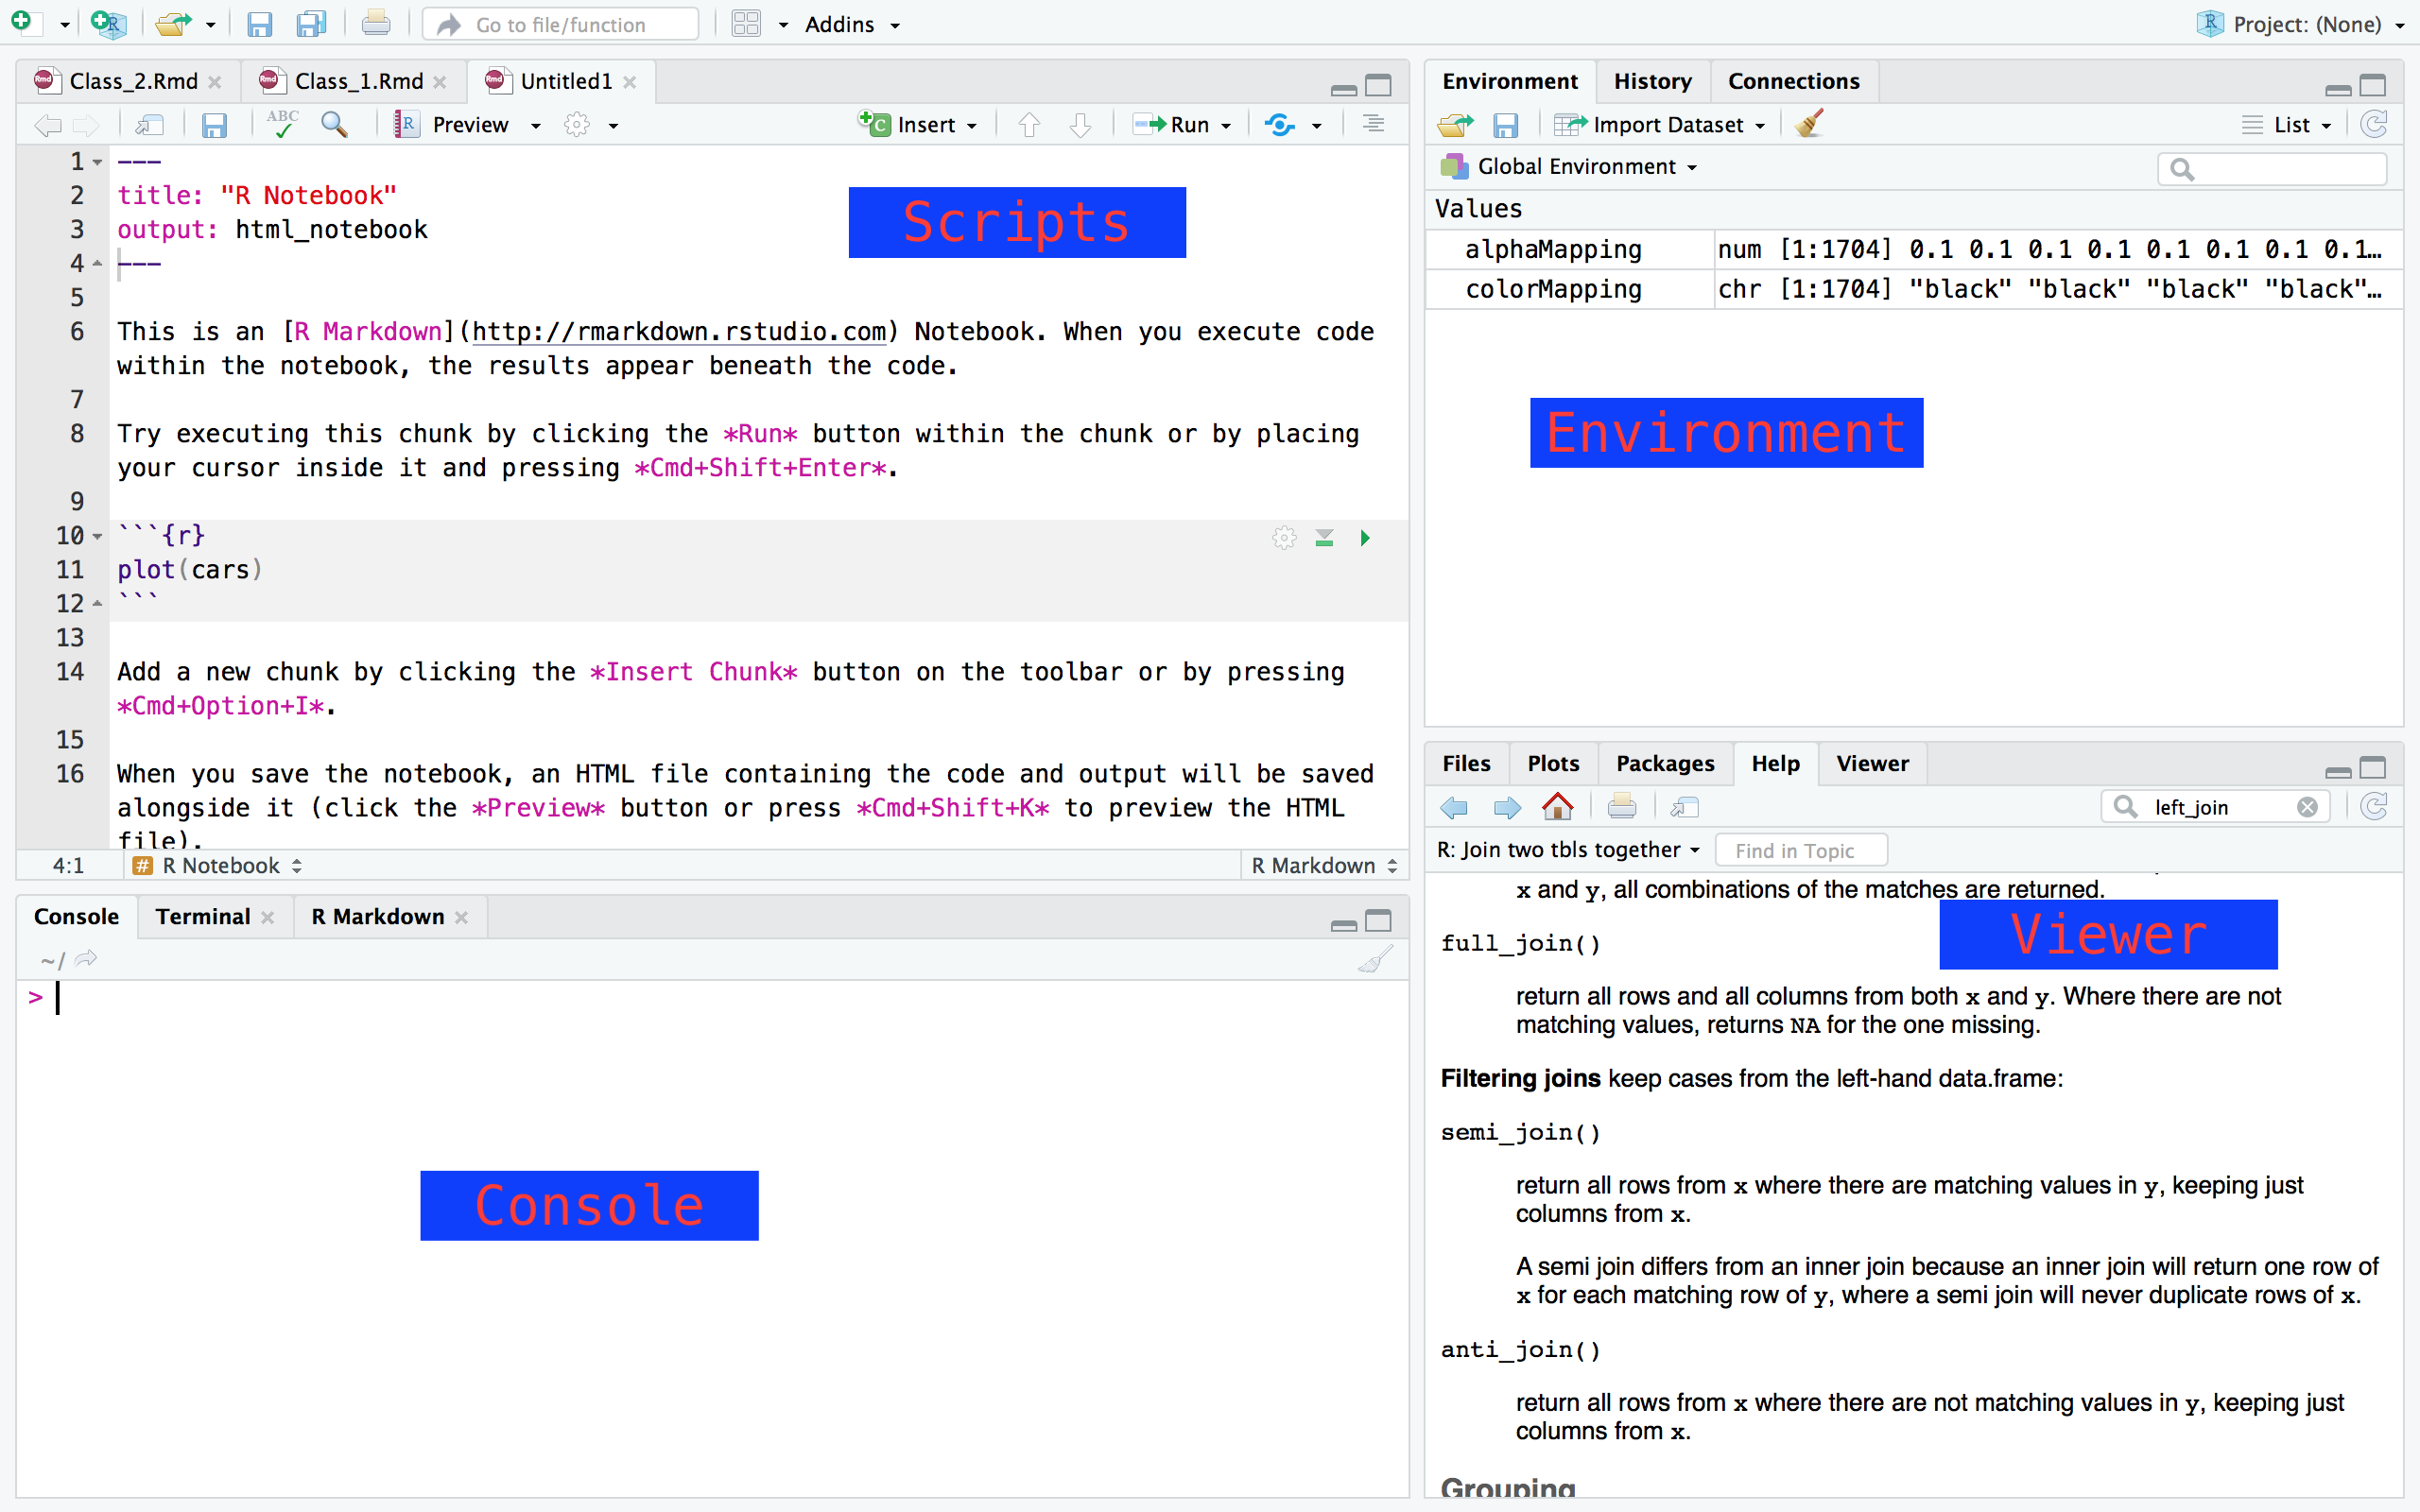 Go to file/function
Addins
Project: (None)
Class_2.Rmd
Class_1.Rmd
Untitled1
ABC
Preview
Insert
Run
1 ---
2 title: "R Notebook"
3 output: html_notebook
4 ---
5
6 This is an [R Markdown](http://rmarkdown.rstudio.com) Notebook. When you execute code
within the notebook, the results appear beneath the code.
7
8 Try executing this chunk by clicking the *Run* button within the chunk or by placing
your cursor inside it and pressing *Cmd+Shift+Enter*.
9
10 ```{r}
11 plot(cars)
12 ```
13
14 Add a new chunk by clicking the *Insert Chunk* button on the toolbar or by pressing
*Cmd+Option+I*.
15
16 When you save the notebook, an HTML file containing the code and output will be saved
alongside it (click the *Preview* button or press *Cmd+Shift+K* to preview the HTML
file).
Scripts
4:1
# R Notebook
R Markdown
Console
Terminal
R Markdown
~/
>
Console
Environment
History
Connections
Import Dataset
List
Global Environment
Values
alphaMapping num [1:1704] 0.1 0.1 0.1 0.1 0.1 0.1 0.1 0.1…
colorMapping chr [1:1704] "black" "black" "black" "black"…
Environment
Files
Plots
Packages
Help
Viewer
left_join
R: Join two tbls together
Find in Topic
x and y, all combinations of the matches are returned.
Viewer
full_join()
return all rows and all columns from both x and y. Where there are not
matching values, returns NA for the one missing.
Filtering joins keep cases from the left-hand data.frame:
semi_join()
return all rows from x where there are matching values in y, keeping just
columns from x.
A semi join differs from an inner join because an inner join will return one row of
x for each matching row of y, where a semi join will never duplicate rows of x.
anti_join()
return all rows from x where there are not matching values in y, keeping just
columns from x.
Grouping